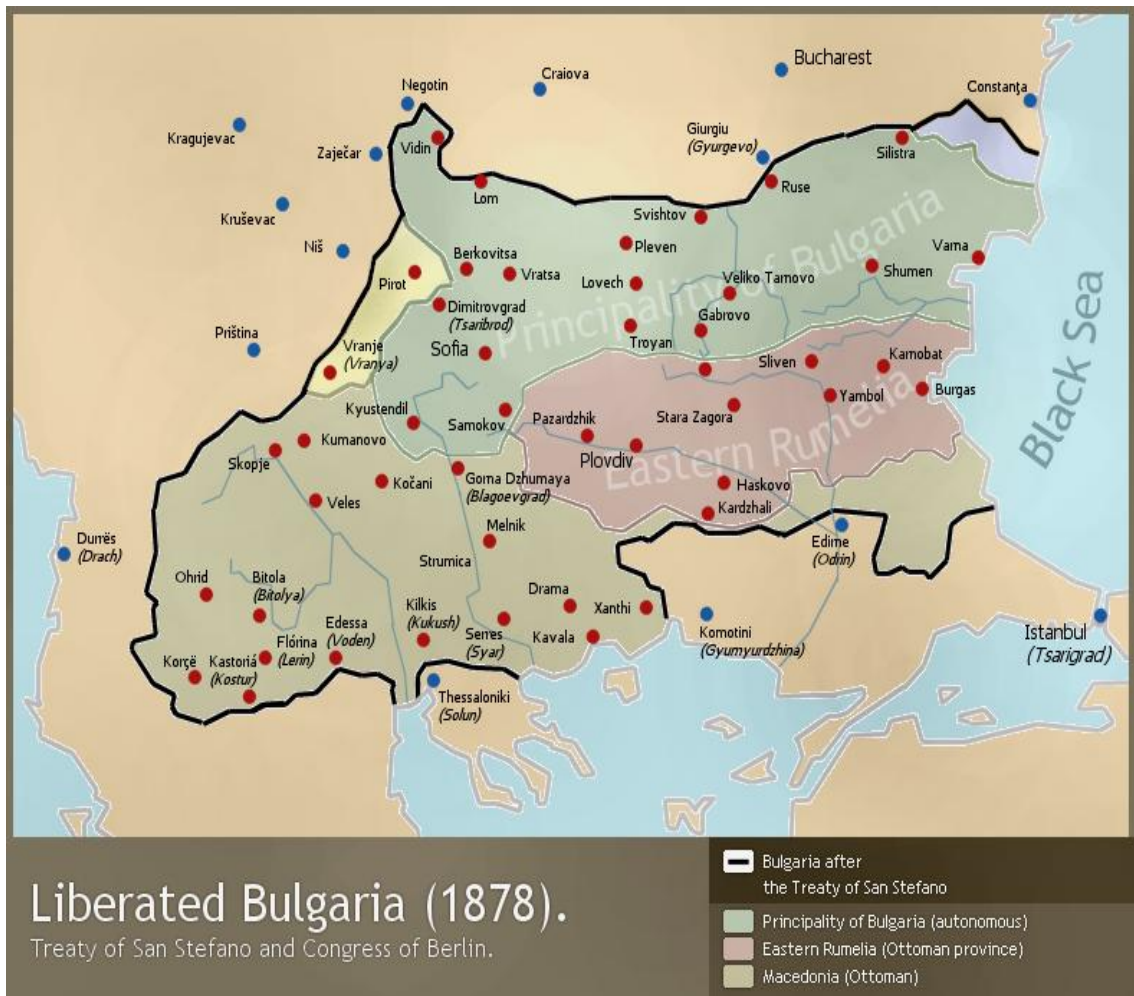 Bucharest
Craiova
Negotin
Constanţa
Kragujevac
Giurgiu
(Gyurgevo)
Zaječar
Vidin
Silistra
Lom
Ruse
Kruševac
Svishtov
Niš
Pleven
Varna
Berkovitsa
Vratsa
Shumen
Pirot
Lovech
Veliko Tarnovo
Principality of Bulgaria
Dimitrovgrad
(Tsaribrod)
Gabrovo
Priština
Troyan
Sofia
Vranje
(Vranya)
Sliven
Karnobat
Black Sea
Yambol
Burgas
Kyustendil
Samokov
Pazardzhik
Stara Zagora
Plovdiv
Eastern Rumelia
Kumanovo
Skopje
Kočani
Gorna Dzhumaya
(Blagoevgrad)
Haskovo
Veles
Kardzhali
Melnik
Edirne
(Odrin)
Durrës
(Drach)
Strumica
Ohrid
Bitola
(Bitolya)
Drama
Xanthi
Kilkis
(Kukush)
Edessa
(Voden)
Serres
(Syar)
Kavala
Komotini
(Gyumyurdzhina)
Istanbul
(Tsarigrad)
Flórina
(Lerin)
Korçë
Kastoriá
(Kostur)
Thessaloniki
(Solun)
Liberated Bulgaria (1878).
Treaty of San Stefano and Congress of Berlin.
Bulgaria after
the Treaty of San Stefano
Principality of Bulgaria (autonomous)
Eastern Rumelia (Ottoman province)
Macedonia (Ottoman)